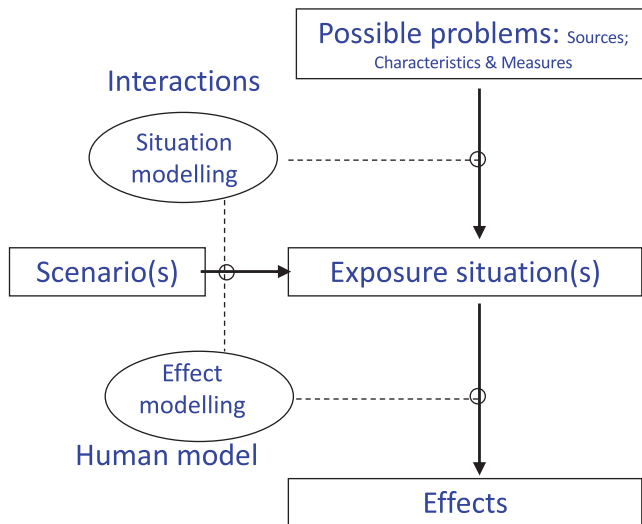 Possible problems: Sources;
Characteristics & Measures
Interactions
Situation
modelling
Scenario(s)
Exposure situation(s)
Effect
modelling
Human model
Effects